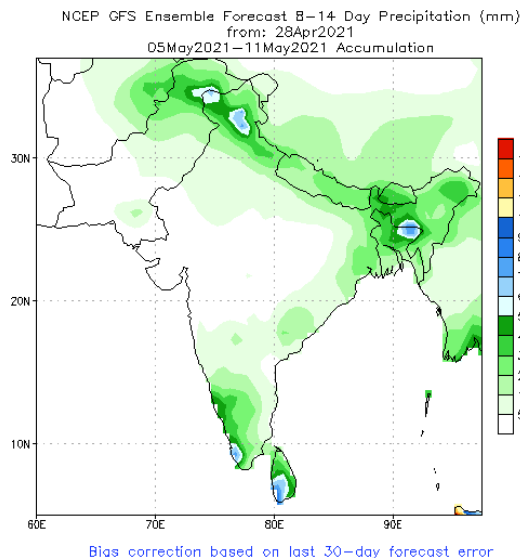 NCEP GFS Ensemble Forecast 8-14 Day Precipitation (mm)
from: 28Apr2021
05May2021-11May2021 Accumulation
30N
20N
10N
60E
70E
80E
90E
Bias correction based on last 30-day forecast error